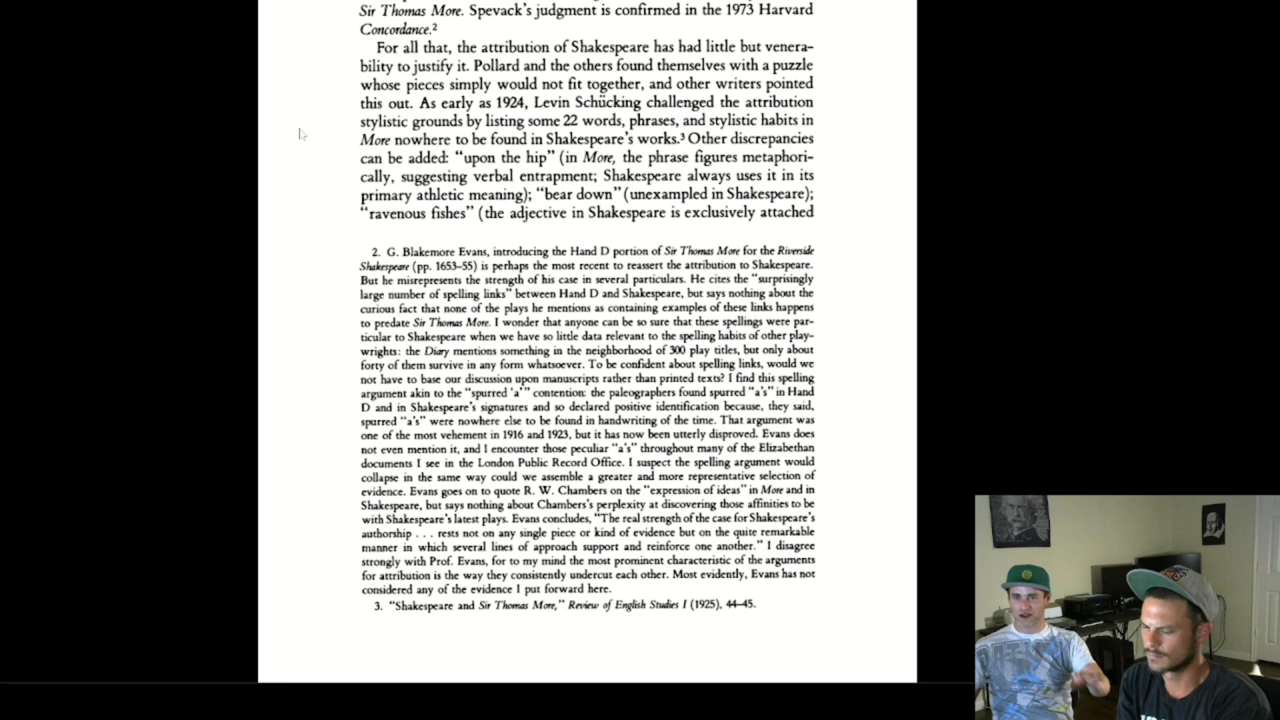 Sir Thomas More. Spevack's judgment is confirmed in the 1973 Harvard
Concordance.2
For all that, the attribution of Shakespeare has had little but venera-
bility to justify it. Pollard and the others found themselves with a puzzle
whose pieces simply would not fit together, and other writers pointed
this out. As early as 1924, Levin Schücking challenged the attribution
stylistic grounds by listing some 22 words, phrases, and stylistic habits in
More nowhere to be found in Shakespeare's works.3 Other discrepancies
can be added: "upon the hip" (in More, the phrase figures metaphori-
cally, suggesting verbal entrapment; Shakespeare always uses it in its
primary athletic meaning); "bear down" (unexampled in Shakespeare);
"ravenous fishes" (the adjective in Shakespeare is exclusively attached
2. G. Blakemore Evans, introducing the Hand D portion of Sir Thomas More for the Riverside
Shakespeare (pp. 1653–55) is perhaps the most recent to reassert the attribution to Shakespeare.
But he misrepresents the strength of his case in several particulars. He cites the "surprisingly
large number of spelling links" between Hand D and Shakespeare, but says nothing about the
curious fact that none of the plays he mentions as containing examples of these links happens
to predate Sir Thomas More. I wonder that anyone can be so sure that these spellings were par-
ticular to Shakespeare when we have so little data relevant to the spelling habits of other play-
wrights: the Diary mentions something in the neighborhood of 300 play titles, but only about
forty of them survive in any form whatsoever. To be confident about spelling links, would we
not have to base our discussion upon manuscripts rather than printed texts? I find this spelling
argument akin to the "spurred 'a'" contention: the paleographers found spurred "a's" in Hand
D and in Shakespeare's signatures and so declared positive identification because, they said,
spurred "a's" were nowhere else to be found in handwriting of the time. That argument was
one of the most vehement in 1916 and 1923, but it has now been utterly disproved. Evans does
not even mention it, and I encounter those peculiar "a's" throughout many of the Elizabethan
documents I see in the London Public Record Office. I suspect the spelling argument would
collapse in the same way could we assemble a greater and more representative selection of
evidence. Evans goes on to quote R. W. Chambers on the "expression of ideas" in More and in
Shakespeare, but says nothing about Chambers's perplexity at discovering those affinities to be
with Shakespeare's latest plays. Evans concludes, "The real strength of the case for Shakespeare's
authorship . . . rests not on any single piece or kind of evidence but on the quite remarkable
manner in which several lines of approach support and reinforce one another." I disagree
strongly with Prof. Evans, for to my mind the most prominent characteristic of the arguments
for attribution is the way they consistently undercut each other. Most evidently, Evans has not
considered any of the evidence I put forward here.
3. "Shakespeare and Sir Thomas More," Review of English Studies I (1925), 44–45.